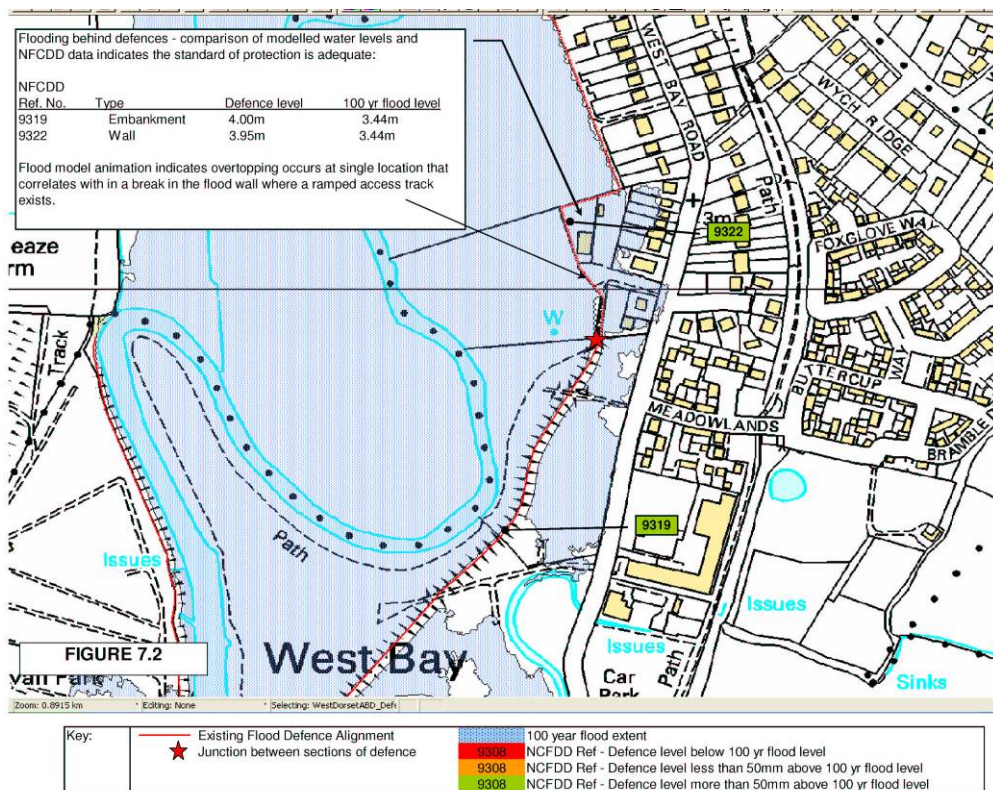 Flooding behind defences - comparison of modelled water levels and
NFCDD data indicates the standard of protection is adequate:
NFCDD
Ref. No. Type Defence level 100 yr flood level
9319 Embankment 4.00m 3.44m
9322 Wall 3.95m 3.44m
Flood model animation indicates overtopping occurs at single location that
correlates with in a break in the flood wall where a ramped access track
exists.
WEST BAY ROAD
WYCH RIDGE
Path
3m
9322
FOXGLOVE WAY
eaze
rm
W
Track
BUTTERCUP WAY
MEADOWLANDS
BRAMBLE
9319
Path
Issues
Issues
Issues
FIGURE 7.2
West Bay
Path
Car
Park
Sinks
van Park
Zoom: 0.8915 km Editing: None Selecting: WestDorsetABD_Def
Key:
Existing Flood Defence Alignment
Junction between sections of defence
100 year flood extent
9308 NCFDD Ref - Defence level below 100 yr flood level
9308 NCFDD Ref - Defence level less than 50mm above 100 yr flood level
9308 NCFDD Ref - Defence level more than 50mm above 100 yr flood level